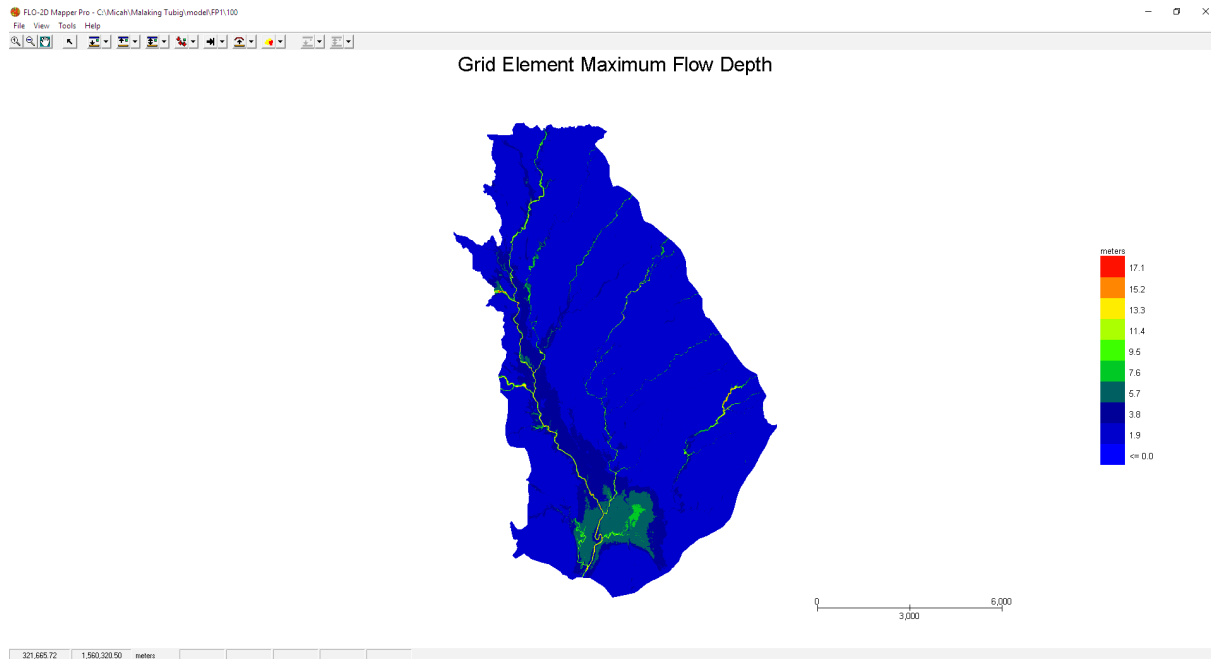 FLO-2D Mapper Pro - C:\Micah\Malaking Tubig\model\FP1\100
File View Tools Help
Grid Element Maximum Flow Depth
meters
17.1
15.2
13.3
11.4
9.5
7.6
5.7
3.8
1.9
<= 0.0
0 6,000
3,000
321,665.72 1,560,320.50 meters